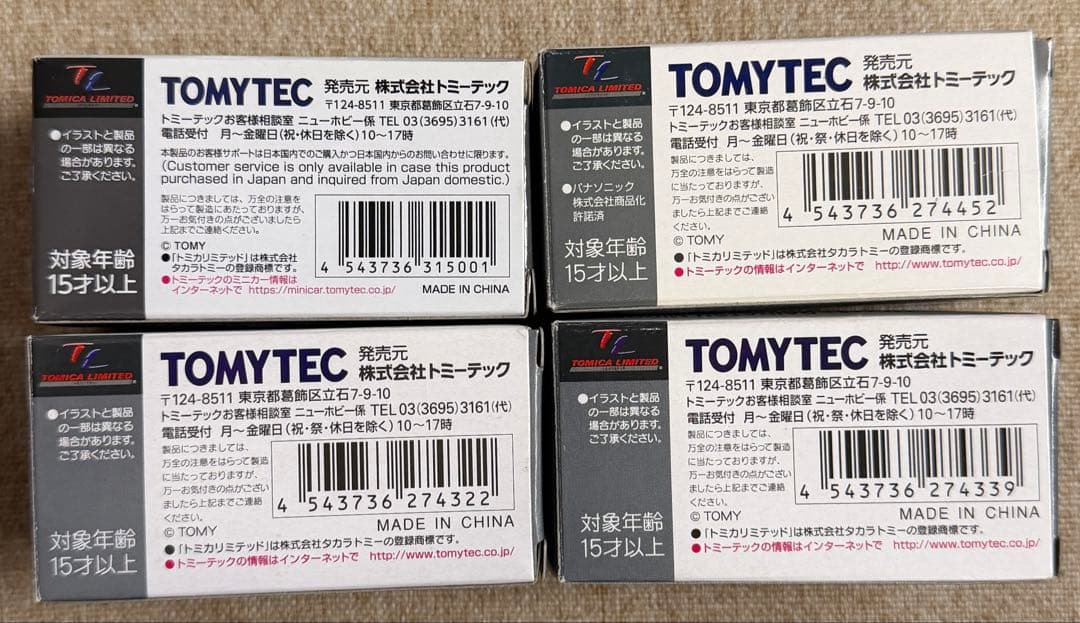 TL
TOMICA LIMITED
●イラストと製品
の一部は異なる
場合があります。
ご了承ください。
対象年齢
15才以上
TOMYTEC 発売元 株式会社トミーテック
〒124-8511 東京都葛飾区立石7-9-10
トミーテックお客様相談室 ニューホビー係 TEL 03(3695)3161(代)
電話受付 月〜金曜日(祝・休日を除く)10〜17時
本製品のお客様サポートは日本国内でのご購入かつ日本国内からのお問い合わせに限ります。
(Customer service is only available in case this product
purchased in Japan and inquired from Japan domestic.)
製品につきましては、万全の注意を
はらって製造にあたっておりますが、
万一お気付きの点がございましたら
上記までご連絡ください。
© TOMY
●「トミカリミテッド」は株式会社
タカラトミーの登録商標です。
●トミーテックのミニカー情報は
インターネットで https://minicar.tomytec.co.jp/
4 543736 315001
MADE IN CHINA
TL
TOMICA LIMITED
●イラストと製品
の一部は異なる
場合があります。
ご了承ください。
●パナソニック
株式会社商品化
許諾済
対象年齢
15才以上
TOMYTEC 発売元
株式会社トミーテック
〒124-8511 東京都葛飾区立石7-9-10
トミーテックお客様相談室 ニューホビー係 TEL 03(3695)3161(代)
電話受付 月〜金曜日(祝・祭・休日を除く)10〜17時
製品につきましては、
万全の注意をはらって製造
に当たっておりますが、
万一お気付きの点がござい
ましたら上記までご連絡
ください。
4 543736 274452
© TOMY
MADE IN CHINA
●「トミカリミテッド」は株式会社タカラトミーの登録商標です。
●トミーテックの情報はインターネットで http://www.tomytec.co.jp/
TL
TOMICA LIMITED
●イラストと製品
の一部は異なる
場合があります。
ご了承ください。
対象年齢
15才以上
TOMYTEC 発売元
株式会社トミーテック
〒124-8511 東京都葛飾区立石7-9-10
トミーテックお客様相談室 ニューホビー係 TEL 03(3695)3161(代)
電話受付 月〜金曜日(祝・祭・休日を除く)10〜17時
製品につきましては、
万全の注意をはらって製造
に当たっておりますが、
万一お気付きの点がござい
ましたら上記までご連絡
ください。
4 543736 274322
© TOMY
MADE IN CHINA
●「トミカリミテッド」は株式会社タカラトミーの登録商標です。
●トミーテックの情報はインターネットで http://www.tomytec.co.jp/
TL
TOMICA LIMITED
●イラストと製品
の一部は異なる
場合があります。
ご了承ください。
対象年齢
15才以上
TOMYTEC 発売元
株式会社トミーテック
〒124-8511 東京都葛飾区立石7-9-10
トミーテックお客様相談室 ニューホビー係 TEL 03(3695)3161(代)
電話受付 月〜金曜日(祝・祭・休日を除く)10〜17時
製品につきましては、
万全の注意をはらって製造
に当たっておりますが、
万一お気付きの点がござい
ましたら上記までご連絡
ください。
4 543736 274339
© TOMY
MADE IN CHINA
●「トミカリミテッド」は株式会社タカラトミーの登録商標です。
●トミーテックの情報はインターネットで http://www.tomytec.co.jp/